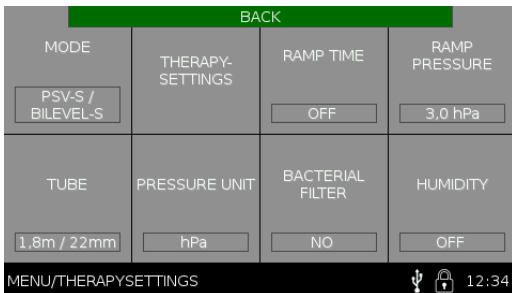 BACK
MODE
PSV-S /
BILEVEL-S
THERAPY-
SETTINGS
RAMP TIME
OFF
RAMP
PRESSURE
3,0 hPa
TUBE
1,8m / 22mm
PRESSURE UNIT
hPa
BACTERIAL
FILTER
NO
HUMIDITY
OFF
MENU/THERAPYSETTINGS
12:34